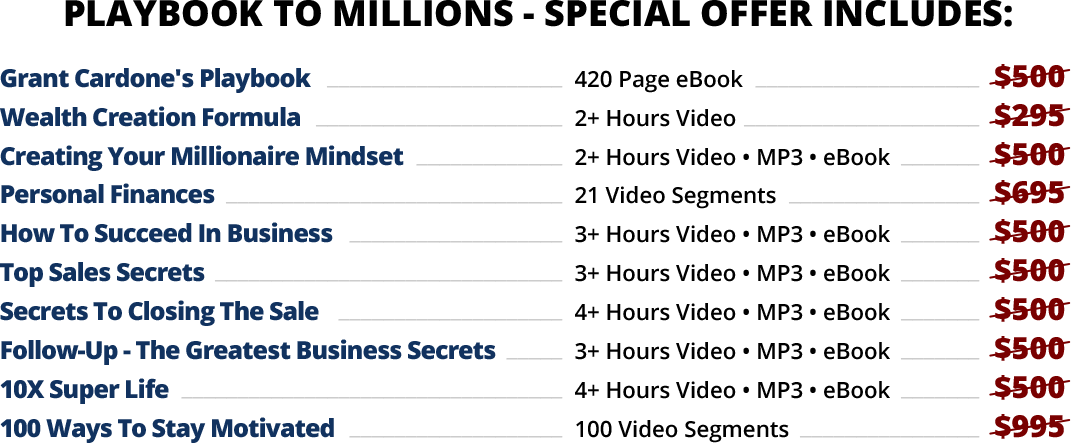 PLAYBOOK TO MILLIONS - SPECIAL OFFER INCLUDES:
Grant Cardone's Playbook 420 Page eBook $500
Wealth Creation Formula 2+ Hours Video $295
Creating Your Millionaire Mindset 2+ Hours Video • MP3 • eBook $500
Personal Finances 21 Video Segments $695
How To Succeed In Business 3+ Hours Video • MP3 • eBook $500
Top Sales Secrets 3+ Hours Video • MP3 • eBook $500
Secrets To Closing The Sale 4+ Hours Video • MP3 • eBook $500
Follow-Up - The Greatest Business Secrets 3+ Hours Video • MP3 • eBook $500
10X Super Life 4+ Hours Video • MP3 • eBook $500
100 Ways To Stay Motivated 100 Video Segments $995